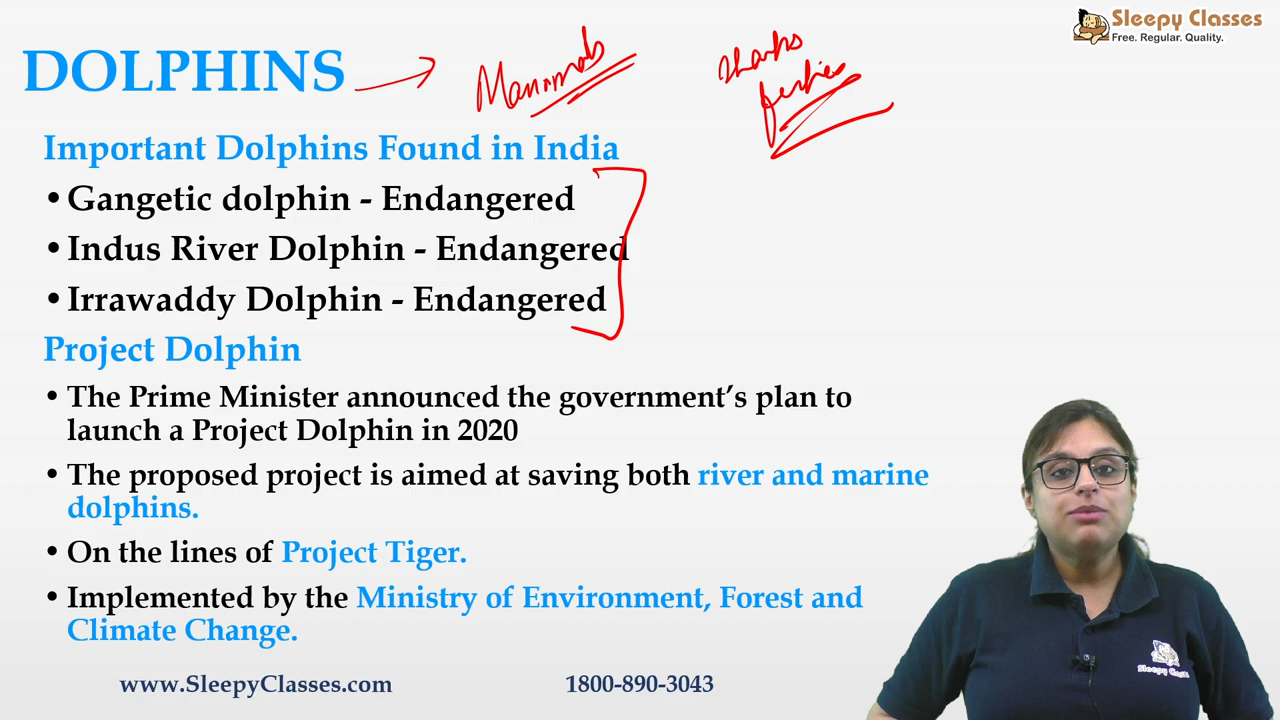 Sleepy Classes
Free. Regular. Quality.
DOLPHINS
Mammals
Sharks
Important Dolphins Found in India
•Gangetic dolphin - Endangered
•Indus River Dolphin - Endangered
•Irrawaddy Dolphin - Endangered
Project Dolphin
• The Prime Minister announced the government’s plan to
launch a Project Dolphin in 2020
• The proposed project is aimed at saving both river and marine
dolphins.
• On the lines of Project Tiger.
• Implemented by the Ministry of Environment, Forest and
Climate Change.
Sleepy Classes
www.SleepyClasses.com
1800-890-3043